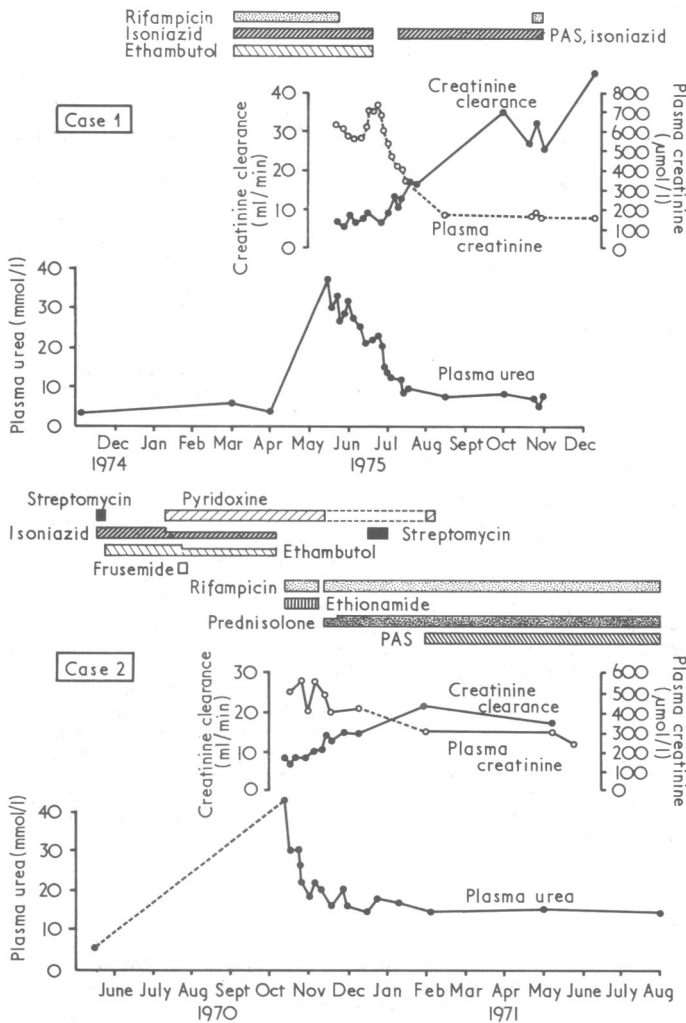 Rifampicin
Isoniazid
PAS, isoniazid
Ethambutol
Case 1
Creatinine clearance
(ml/min)
40
30
20
10
0
Creatinine
clearance
Plasma
creatinine
800
700
600
500
400
300
200
100
0
Plasma creatinine
(μmol/l)
Plasma urea (mmol/l)
40
30
20
10
0
Plasma urea
Dec Jan Feb Mar Apr May Jun Jul Aug Sept Oct Nov Dec
1974 1975
Streptomycin
Pyridoxine
Isoniazid
Streptomycin
Ethambutol
Frusemide
Rifampicin
Ethionamide
Prednisolone
PAS
Case 2
Creatinine clearance
(ml/min)
30
20
10
0
Creatinine
clearance
Plasma
creatinine
600
500
400
300
200
100
0
Plasma creatinine
(μmol/l)
Plasma urea (mmol/l)
40
30
20
10
0
Plasma urea
June July Aug Sept Oct Nov Dec Jan Feb Mar Apr May June July Aug
1970 1971